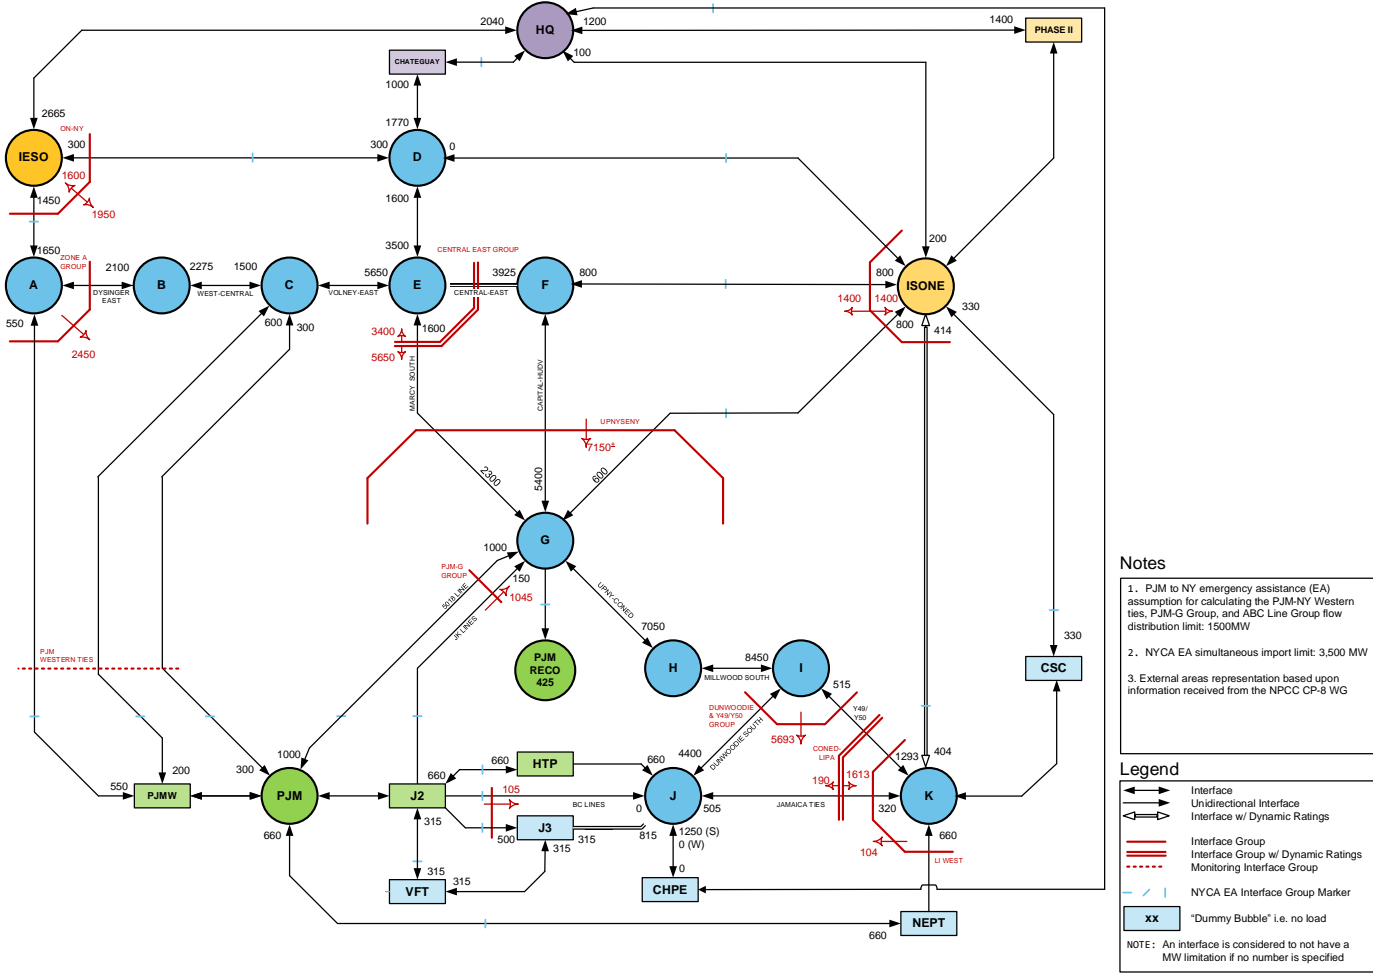 2040
HQ
1200
1400
PHASE II
100
CHATEGUAY
1000
2665
ON-NY
1770
IESO
300
300
D
0
1600
1450
1950
1600
1650
ZONE A
GROUP
2100
2275
1500
3500
5650
CENTRAL EAST GROUP
3925
800
200
800
A
B
C
E
F
ISONE
DYSINGER
EAST
WEST-CENTRAL
VOLNEY-EAST
CENTRAL-EAST
1400
1400
330
550
600
300
3400
1600
800
414
2450
5650
MARCY SOUTH
CAPITAL-HUDV
UPNYSENY
7150±
2300
5400
600
G
1000
PJM-G
GROUP
150
5018 LINE
1045
JK LINES
UPNY-CONED
7050
PJM
WESTERN TIES
PJM
RECO
425
H
8450
MILLWOOD SOUTH
I
515
330
CSC
DUNWOODIE
& Y49/Y50
GROUP
Y49/
Y50
DUNWOODIE SOUTH
5693
CONED-
LIPA
4400
1000
660
660
HTP
660
1293
404
550
200
300
PJMW
PJM
J2
105
BC LINES
0
J
505
190
1613
JAMAICA TIES
320
K
660
315
500
J3
315
815
1250 (S)
0 (W)
660
315
104
LI WEST
315
VFT
315
0
CHPE
660
NEPT
Notes
1. PJM to NY emergency assistance (EA)
assumption for calculating the PJM-NY Western
ties, PJM-G Group, and ABC Line Group flow
distribution limit: 1500MW
2. NYCA EA simultaneous import limit: 3,500 MW
3. External areas representation based upon
information received from the NPCC CP-8 WG
Legend
Interface
Unidirectional Interface
Interface w/ Dynamic Ratings
Interface Group
Interface Group w/ Dynamic Ratings
Monitoring Interface Group
NYCA EA Interface Group Marker
xx
“Dummy Bubble” i.e. no load
NOTE: An interface is considered to not have a
MW limitation if no number is specified